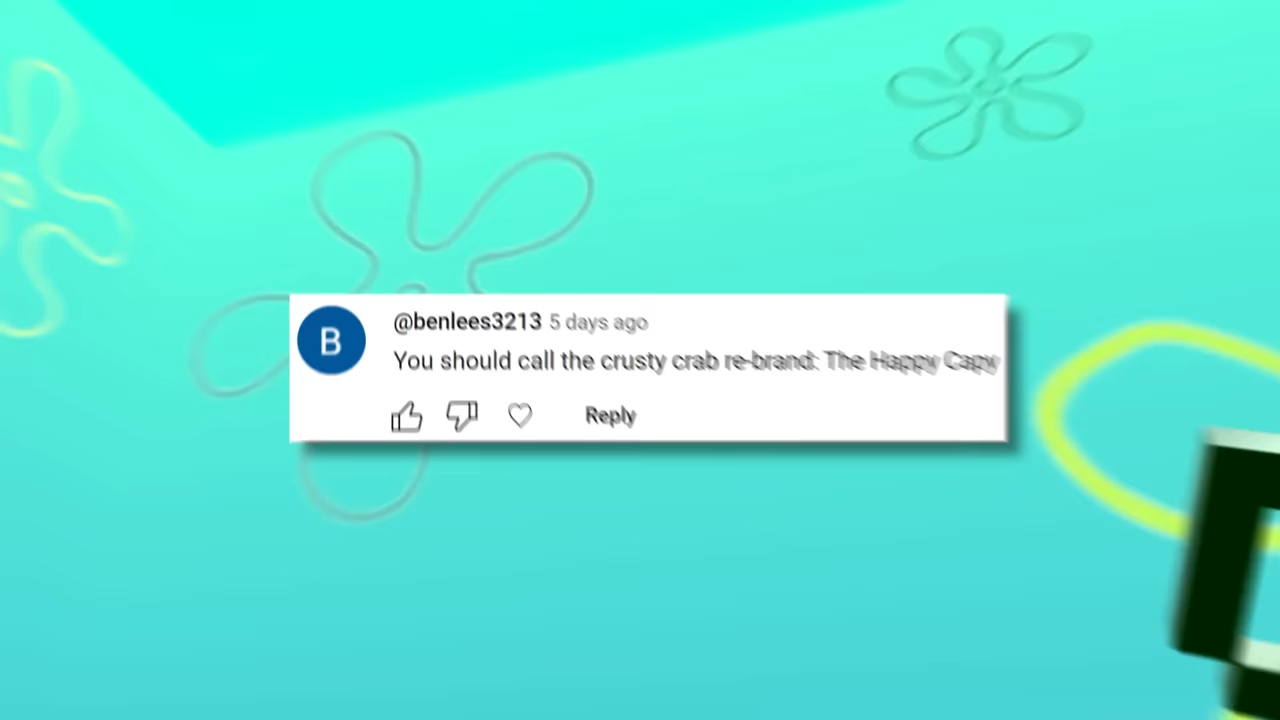 B
@benlees3213 5 days ago
You should call the crusty crab re-brand: The Happy Capy
Reply